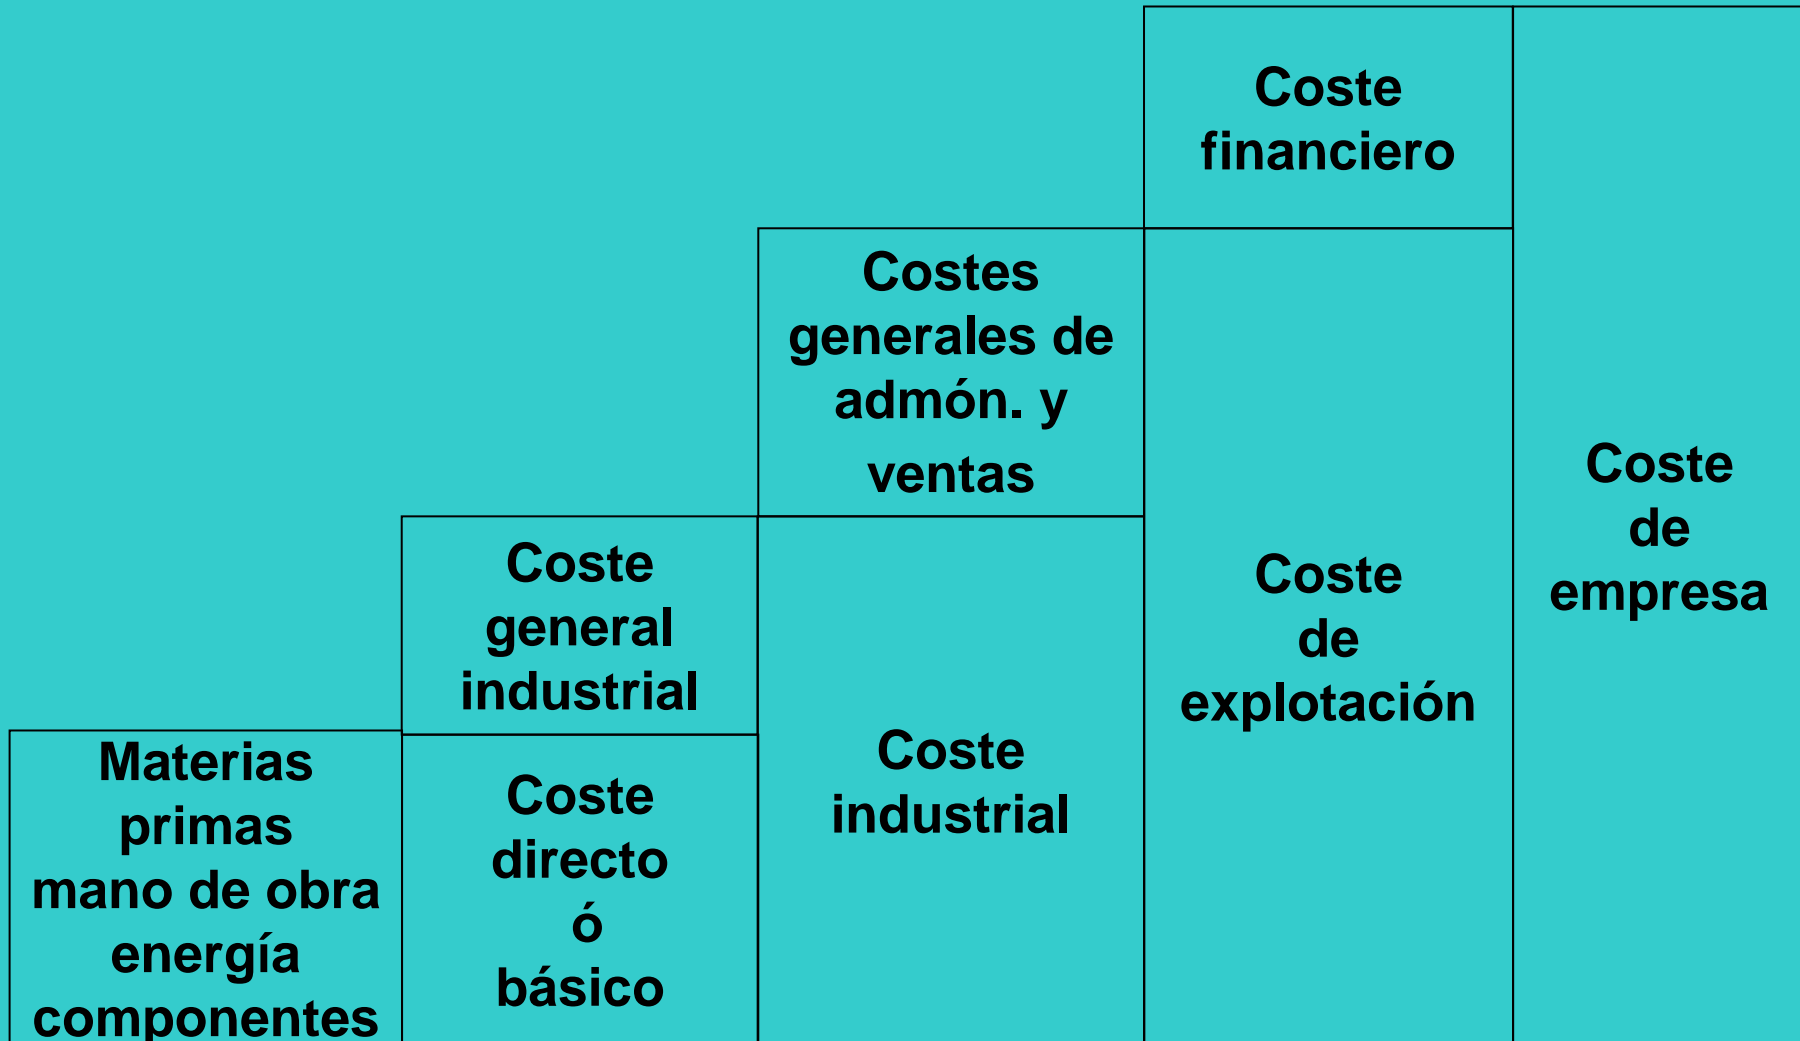 Coste
financiero
Costes
generales de
admón. y
ventas
Coste
de
empresa
Coste
general
industrial
Coste
de
explotación
Materias
primas
mano de obra
energía
componentes
Coste
directo
ó
básico
Coste
industrial